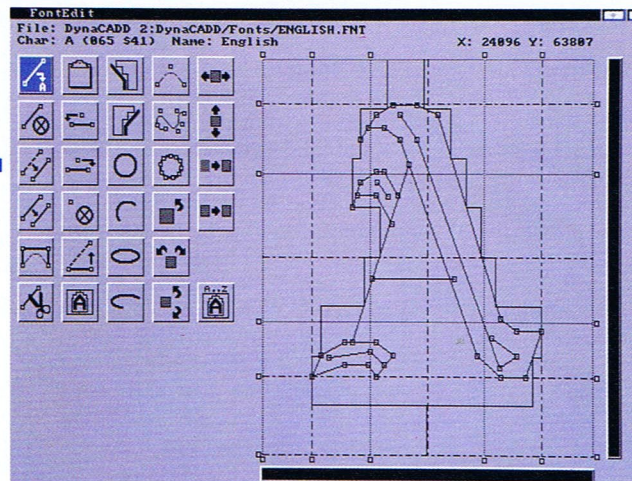 FontEdit
File: DynaCADD 2:DynaCADD/Fonts/ENGLISH.FNT
Char: A (065 $41) Name: English X: 24096 Y: 63807
A
A..Z
A A